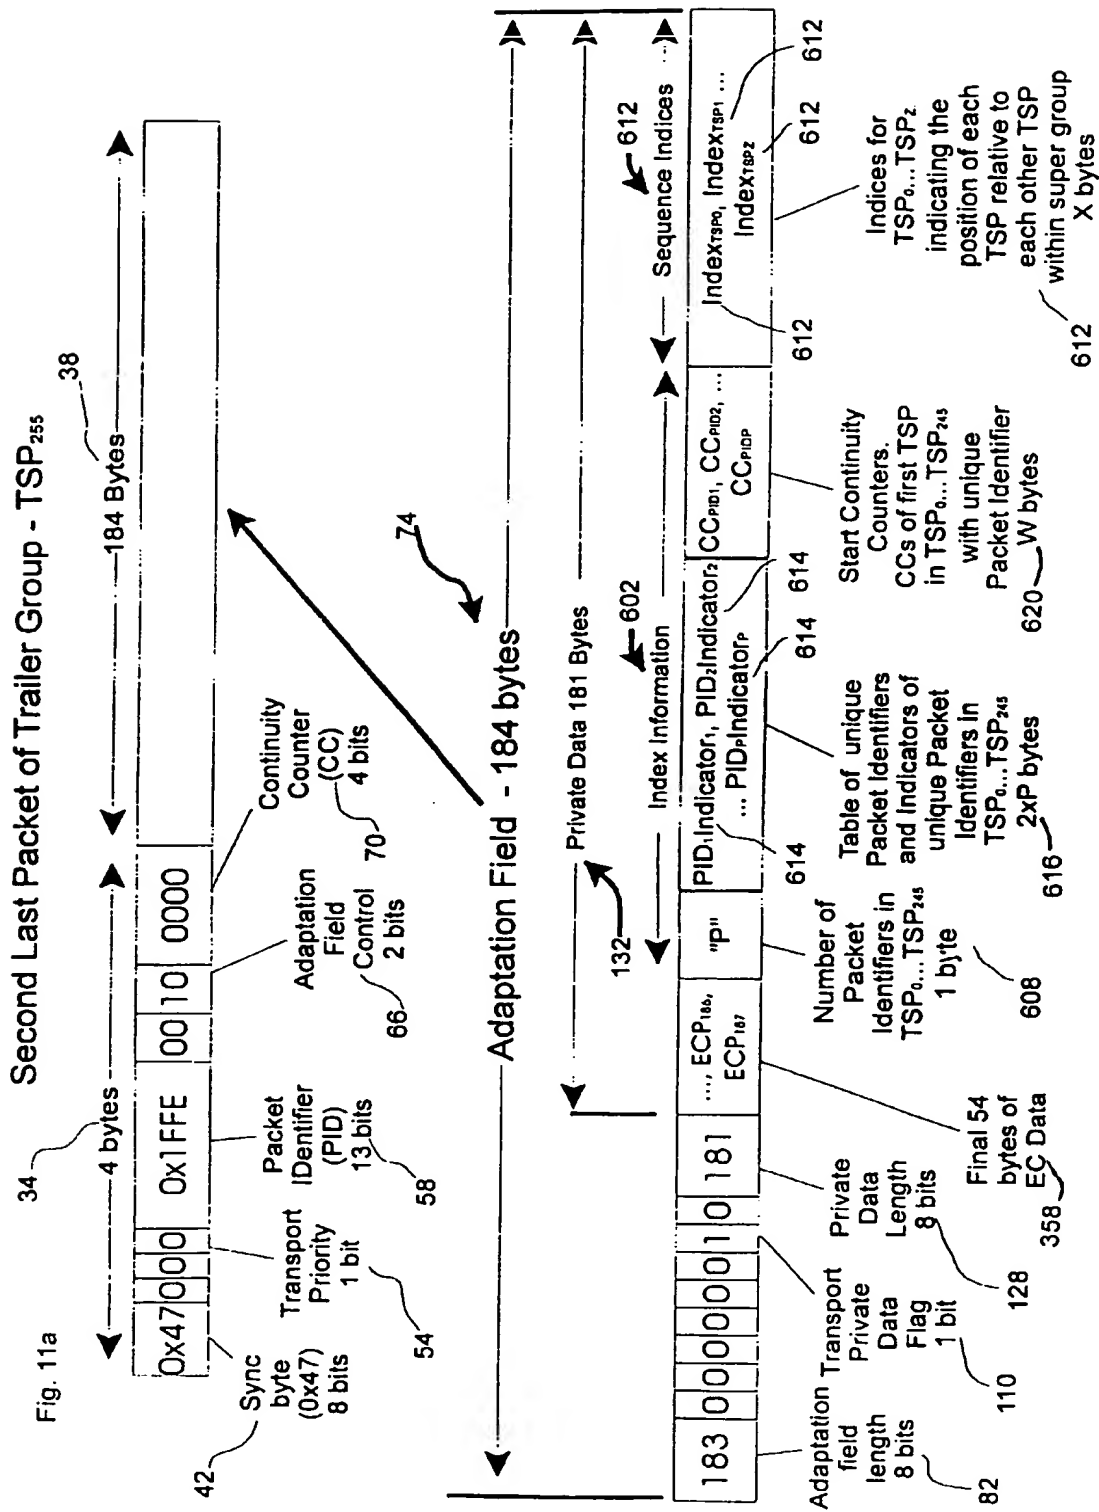 Fig. 11a
Second Last Packet of Trailer Group - TSP255
34
4 bytes
38
184 Bytes
0x47
0
0
0
0x1FFE
00
10
0000
42
Sync
byte
(0x47)
8 bits
Transport
Priority
1 bit
54
Packet
IDentifier
(PID)
13 bits
58
Adaptation
Field
Control
2 bits
66
Continuity
Counter
(CC)
4 bits
70
74
Adaptation Field - 184 bytes
Private Data 181 Bytes
132
602
Index Information
612
Sequence Indices
183
0
0
0
0
0
0
1
0
181
..., ECP186,
ECP187
"P"
PID1Indicator1, PID2Indicator2
... PIDPIndicatorP
CCPID1, CCPID2, ...
CCPIDP
IndexTSP0, IndexTSP1 ...
IndexTSPZ
614
614
614
612
612
612
Adaptation
field
length
8 bits
82
Transport
Private
Data
Flag
1 bit
110
Private
Data
Length
8 bits
128
Final 54
bytes of
EC Data
358
Number of
Packet
Identifiers in
TSP0...TSP245
1 byte
608
Table of unique
Packet Identifiers
and Indicators of
unique Packet
Identifiers in
TSP0...TSP245
2xP bytes
616
Start Continuity
Counters.
CCs of first TSP
in TSP0...TSP245
with unique
Packet Identifier
W bytes
620
Indices for
TSP0...TSPZ
indicating the
position of each
TSP relative to
each other TSP
within super group
X bytes
612